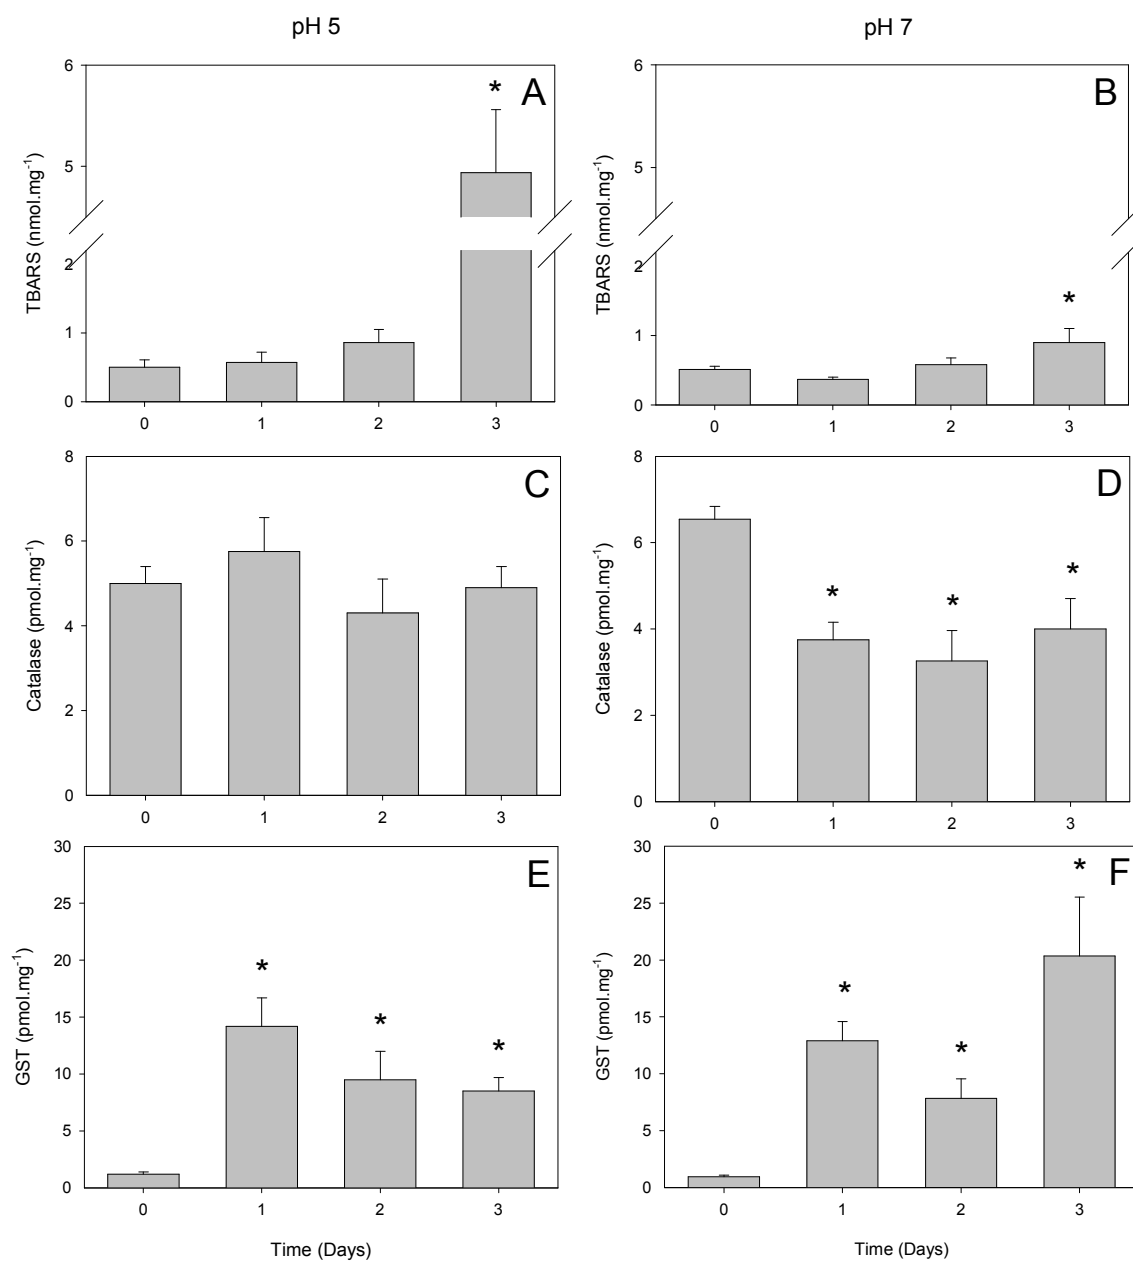 pH 5
pH 7
6
5
2
1
0
TBARS (nmol.mg-1)
*
A
0 1 2 3
6
5
2
1
0
TBARS (nmol.mg-1)
*
B
0 1 2 3
8
6
4
2
0
Catalase (pmol.mg-1)
C
0 1 2 3
8
6
4
2
0
Catalase (pmol.mg-1)
* * *
D
0 1 2 3
30
25
20
15
10
5
0
GST (pmol.mg-1)
* * *
E
0 1 2 3
Time (Days)
30
25
20
15
10
5
0
GST (pmol.mg-1)
* * *
F
0 1 2 3
Time (Days)